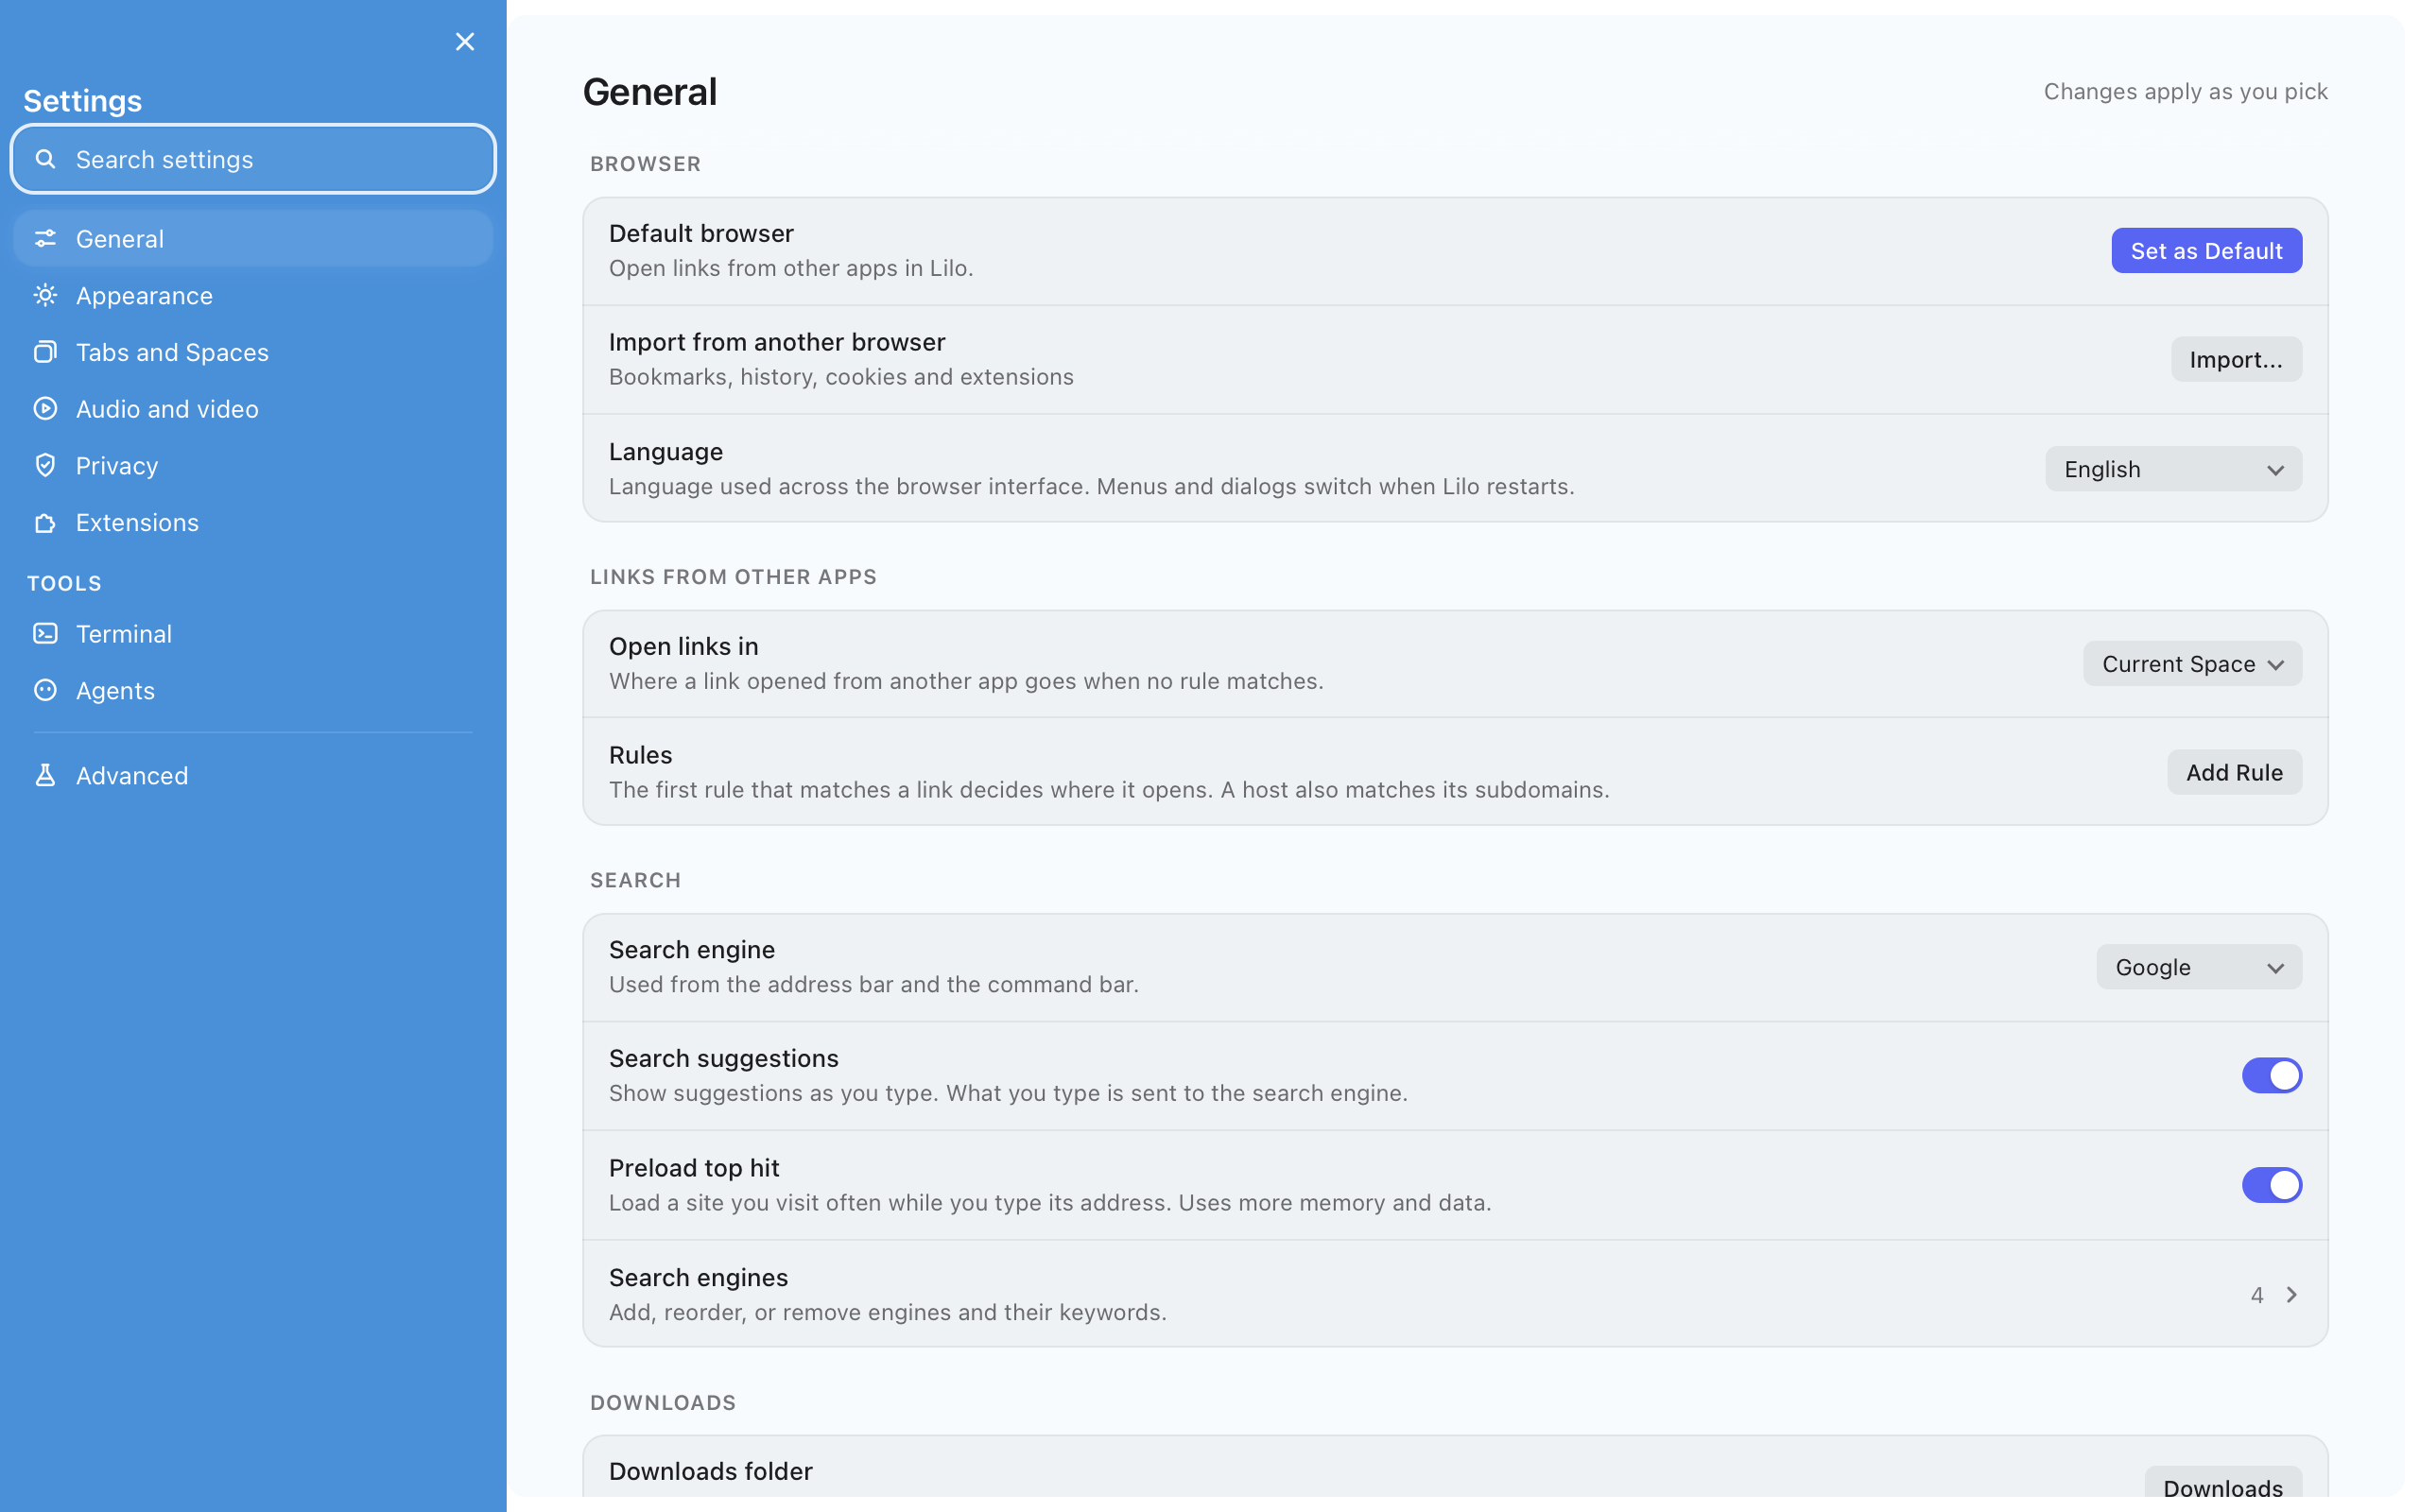 Settings
Search settings
General
Appearance
Tabs and Spaces
Audio and video
Privacy
Extensions
TOOLS
Terminal
Agents
Advanced
General
Changes apply as you pick
BROWSER
Default browser
Open links from other apps in Lilo.
Set as Default
Import from another browser
Bookmarks, history, cookies and extensions
Import...
Language
Language used across the browser interface. Menus and dialogs switch when Lilo restarts.
English
LINKS FROM OTHER APPS
Open links in
Where a link opened from another app goes when no rule matches.
Current Space
Rules
The first rule that matches a link decides where it opens. A host also matches its subdomains.
Add Rule
SEARCH
Search engine
Used from the address bar and the command bar.
Google
Search suggestions
Show suggestions as you type. What you type is sent to the search engine.
Preload top hit
Load a site you visit often while you type its address. Uses more memory and data.
Search engines
Add, reorder, or remove engines and their keywords.
4
DOWNLOADS
Downloads folder
Downloads